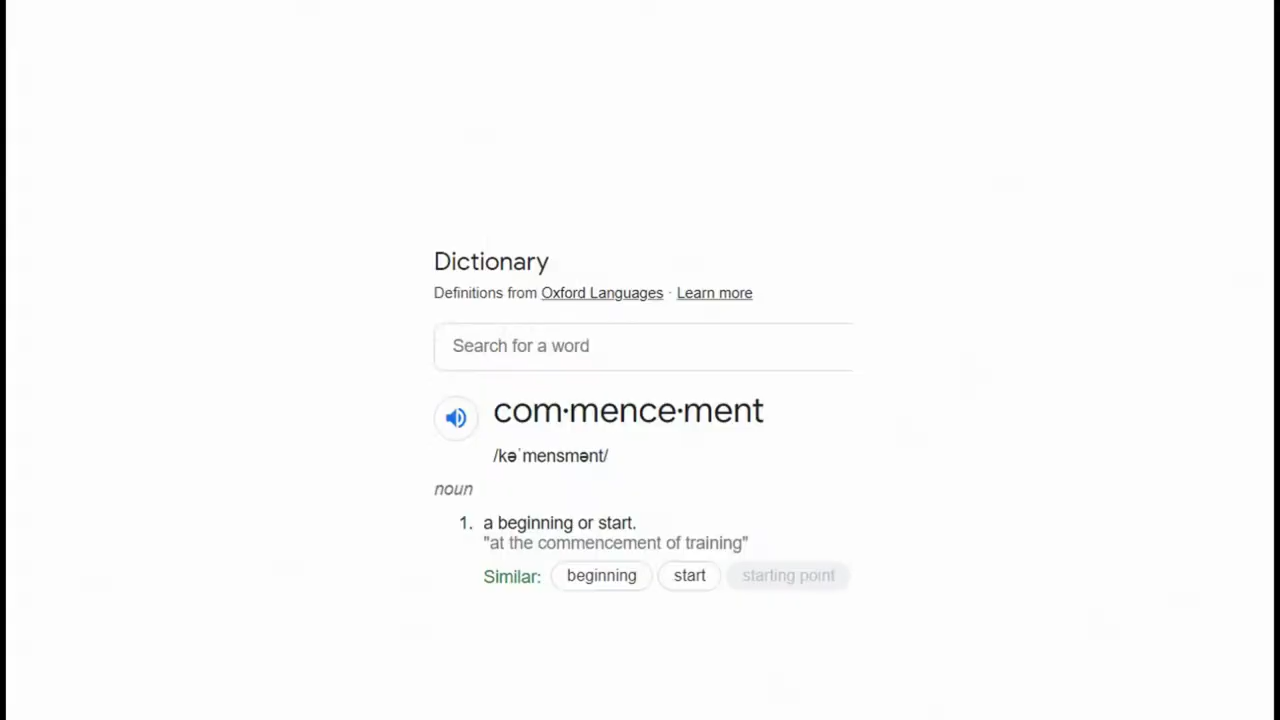 Dictionary
Definitions from Oxford Languages · Learn more
Search for a word
com·mence·ment
/kəˈmensmənt/
noun
1. a beginning or start.
"at the commencement of training"
Similar: beginning start starting point